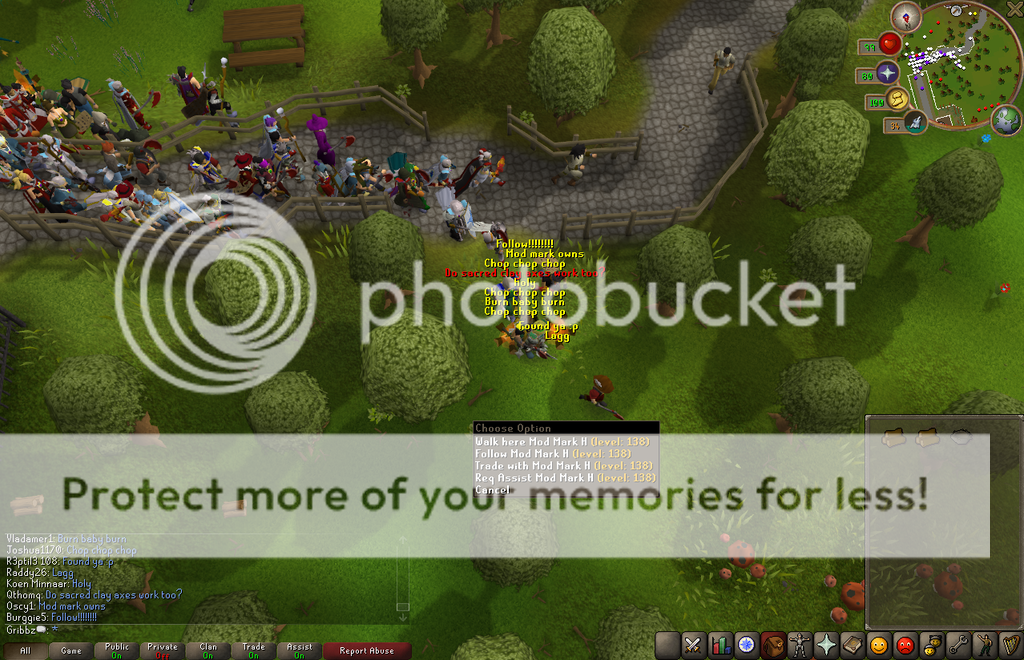 99
80
100
Follow!!!!!!!!
Mod mark owns
Chop chop chop
Do sacred clay axes work too?
Holy
Chop chop chop
Burn baby burn
Chop chop chop
Found ya :p
Lagg
photobucket
Choose Option
Walk here Mod Mark H (level: 138)
Follow Mod Mark H (level: 138)
Trade with Mod Mark H (level: 138)
Req Assist Mod Mark H (level: 138)
Cancel
Protect more of your memories for less!
Vladamer1: Burn baby burn
Joshua1170: Chop chop chop
R3ptil3 108: Found ya :p
Raddy26: Lagg
Koen Minnaar: Holy
Qthomq: Do sacred clay axes work too?
Oscy1: Mod mark owns
Burggie5: Follow!!!!!!!!
Gribbz: *
All Game Public On Private Off Clan On Trade On Assist On Report Abuse